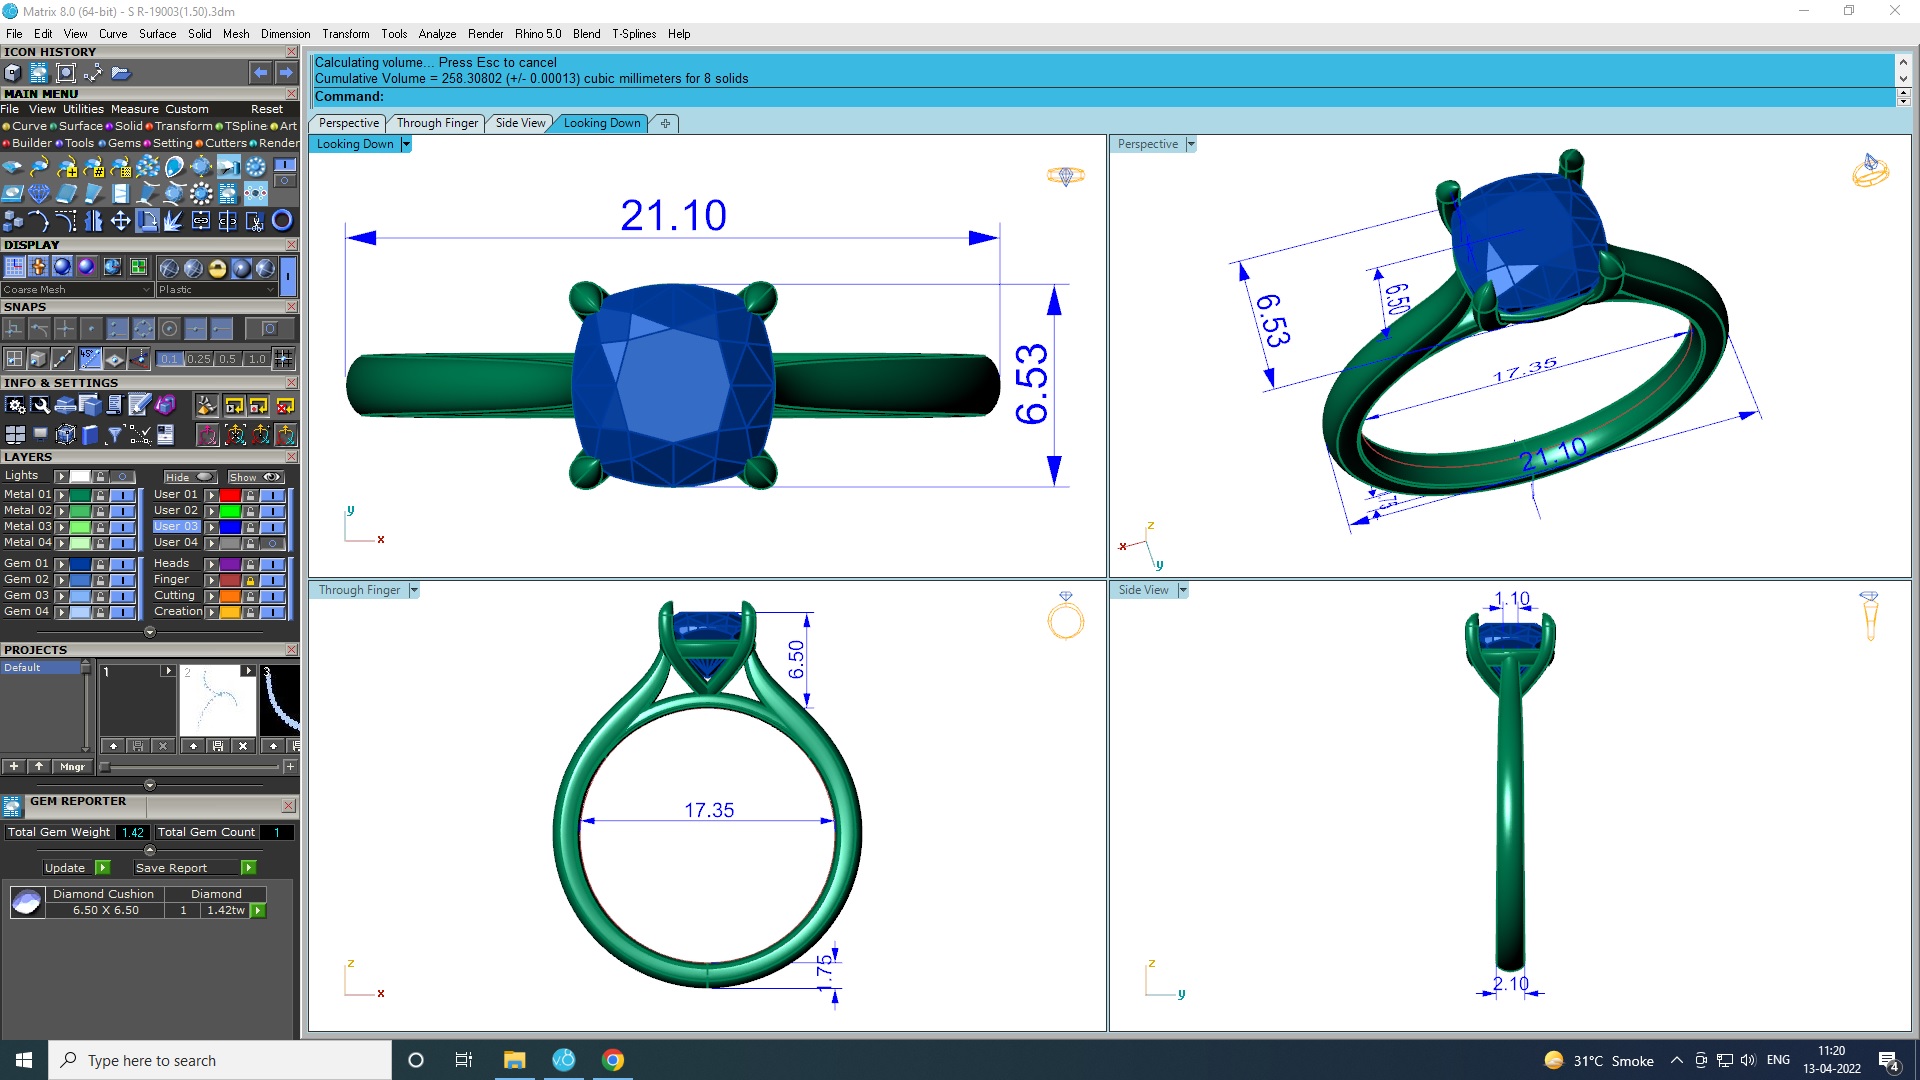 Matrix 8.0 (64-bit) - S R-19003(1.50).3dm
File Edit View Curve Surface Solid Mesh Dimension Transform Tools Analyze Render Rhino 5.0 Blend T-Splines Help
ICON HISTORY
MAIN MENU
File View Utilities Measure Custom Reset
Curve Surface Solid Transform TSpline Art
Builder Tools Gems Setting Cutters Render
DISPLAY
Coarse Mesh Plastic
SNAPS
45°
0.1 0.25 0.5 1.0
INFO & SETTINGS
LAYERS
Lights Hide Show
Metal 01 User 01
Metal 02 User 02
Metal 03 User 03
Metal 04 User 04
Gem 01 Heads
Gem 02 Finger
Gem 03 Cutting
Gem 04 Creation
PROJECTS
Default
1 2 3
Mngr
GEM REPORTER
Total Gem Weight 1.42 Total Gem Count 1
Update Save Report
Diamond Cushion Diamond
6.50 X 6.50 1 1.42tw
Calculating volume... Press Esc to cancel
Cumulative Volume = 258.30802 (+/- 0.00013) cubic millimeters for 8 solids
Command:
Perspective Through Finger Side View Looking Down
Looking Down
21.10
6.53
y
x
Perspective
6.53
6.50
17.35
21.10
z
x
y
Through Finger
6.50
17.35
1.75
z
x
Side View
1.10
2.10
z
y
Type here to search
31°C Smoke
ENG
11:20
13-04-2022
4